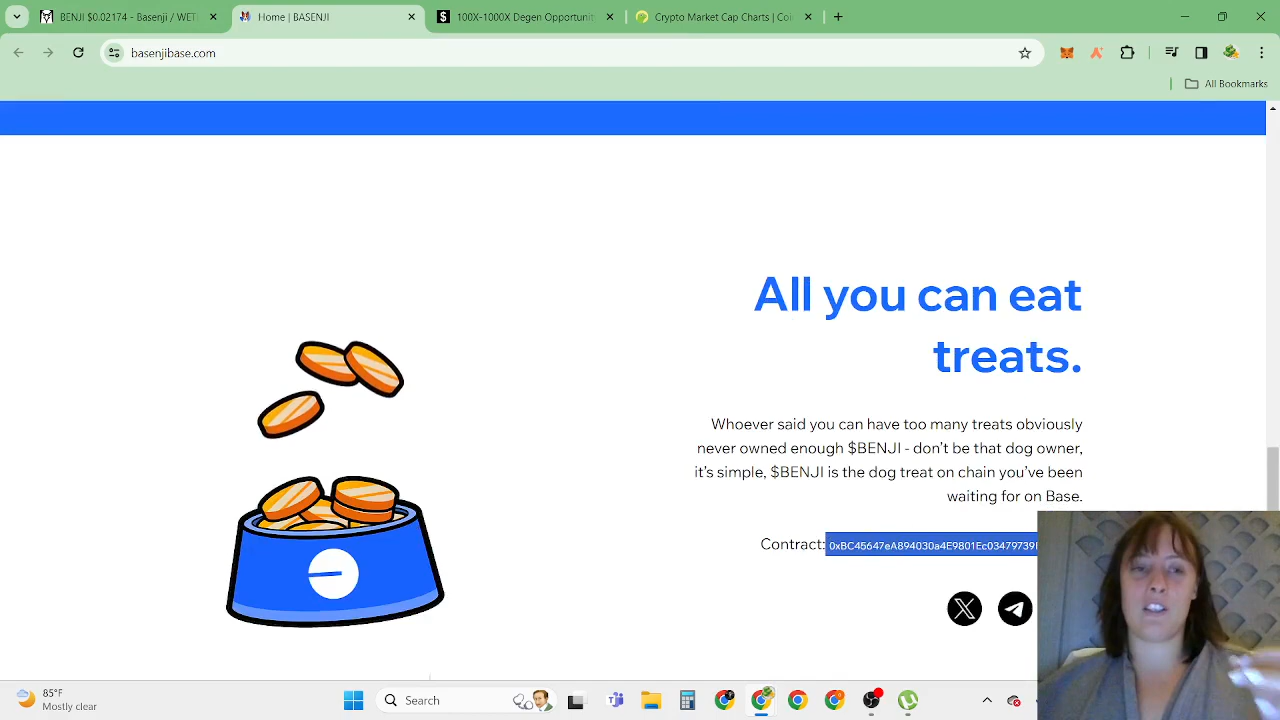 BENJI $0.02174 - Basenji / WET
Home | BASENJI
100X-1000X Degen Opportunit
Crypto Market Cap Charts | Coi
basenjibase.com
All Bookmarks
All you can eat
treats.
Whoever said you can have too many treats obviously
never owned enough $BENJI - don't be that dog owner,
it's simple, $BENJI is the dog treat on chain you've been
waiting for on Base.
Contract: 0xBC45647eA894030a4E9801Ec03479739
85°F
Mostly clear
Search